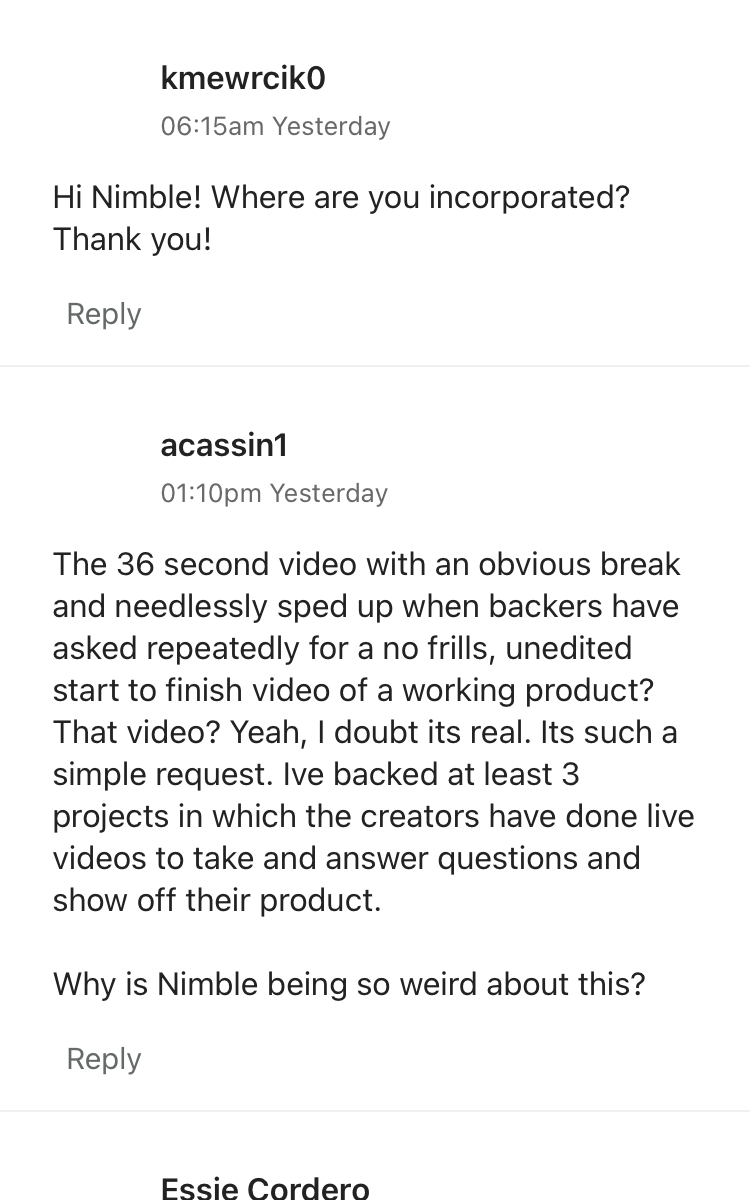 kmewrcik0
06:15am Yesterday
Hi Nimble! Where are you incorporated?
Thank you!
Reply
acassin1
01:10pm Yesterday
The 36 second video with an obvious break
and needlessly sped up when backers have
asked repeatedly for a no frills, unedited
start to finish video of a working product?
That video? Yeah, I doubt its real. Its such a
simple request. Ive backed at least 3
projects in which the creators have done live
videos to take and answer questions and
show off their product.
Why is Nimble being so weird about this?
Reply
Essie Cordero